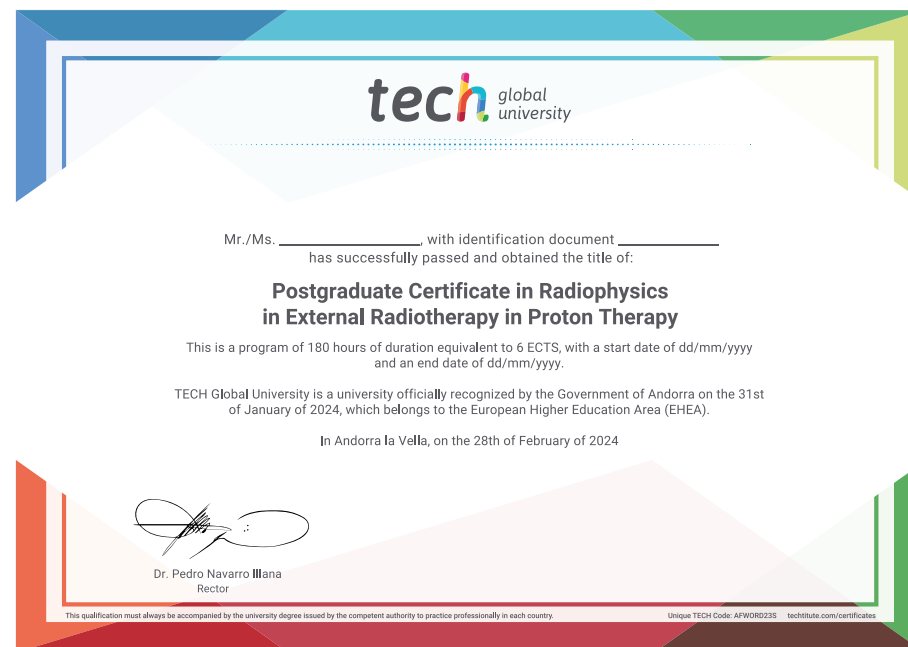 tech global university
Mr./Ms. ____________, with identification document ____________
has successfully passed and obtained the title of:
Postgraduate Certificate in Radiophysics
in External Radiotherapy in Proton Therapy
This is a program of 180 hours of duration equivalent to 6 ECTS, with a start date of dd/mm/yyyy
and an end date of dd/mm/yyyy.
TECH Global University is a university officially recognized by the Government of Andorra on the 31st
of January of 2024, which belongs to the European Higher Education Area (EHEA).
In Andorra la Vella, on the 28th of February of 2024
Dr. Pedro Navarro Illana
Rector
This qualification must always be accompanied by the university degree issued by the competent authority to practice professionally in each country.
Unique TECH Code: AFWORD23S techtitute.com/certificates